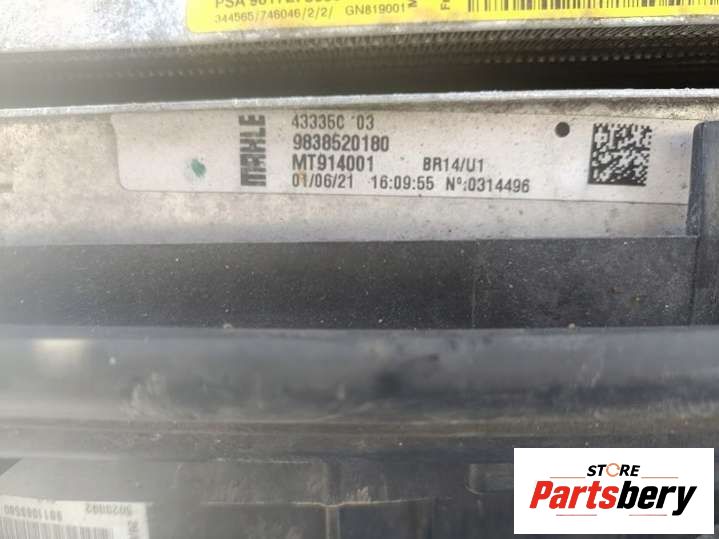 PSA
344565/746046/2/2/ GN819001
MAHLE
43335C 03
9838520180
MT914001 BR14/U1
01/06/21 16:09:55 Nº:0314496
STORE
Partsbery